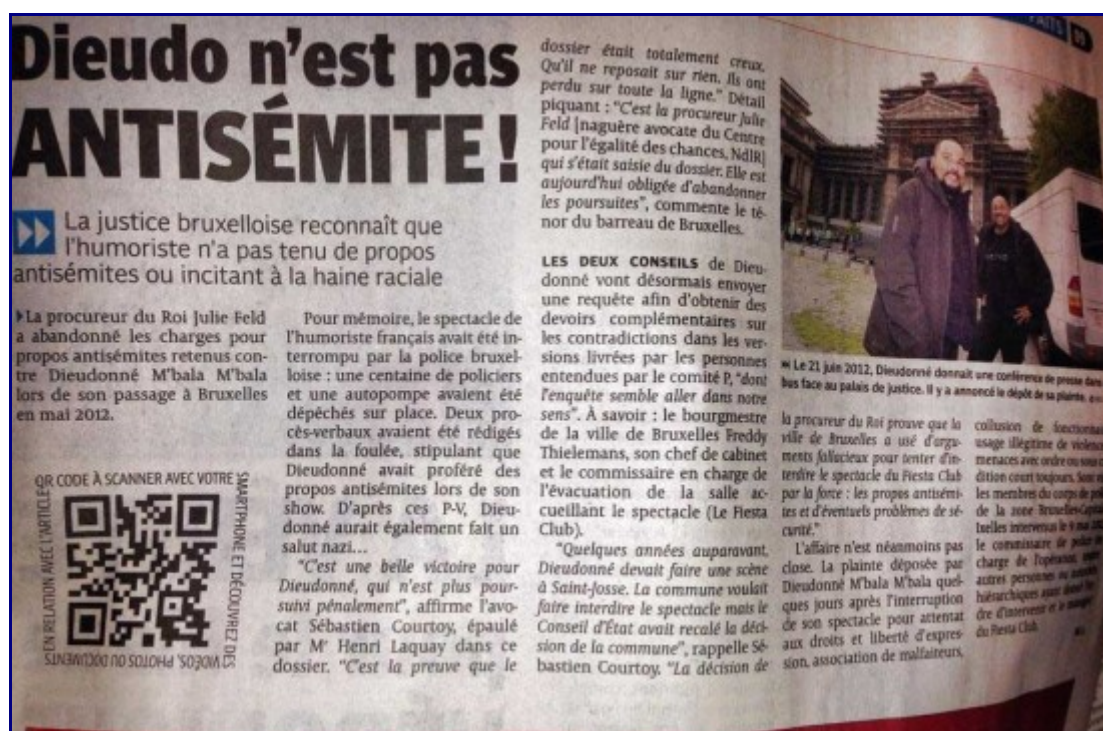 FAITS
Dieudo n'est pas
ANTISÉMITE !
La justice bruxelloise reconnaît que
l'humoriste n'a pas tenu de propos
antisémites ou incitant à la haine raciale
La procureur du Roi Julie Feld
a abandonné les charges pour
propos antisémites retenus con-
tre Dieudonné M'bala M'bala
lors de son passage à Bruxelles
en mai 2012.
QR CODE À SCANNER AVEC VOTRE
SMARTPHONE ET DÉCOUVREZ DES
VIDÉOS, PHOTOS OU DOCUMENTS
EN RELATION AVEC L'ARTICLE
Pour mémoire, le spectacle de
l'humoriste français avait été in-
terrompu par la police bruxel-
loise : une centaine de policiers
et une autopompe avaient été
dépêchés sur place. Deux pro-
cès-verbaux avaient été rédigés
dans la foulée, stipulant que
Dieudonné avait proféré des
propos antisémites lors de son
show. D'après ces P-V, Dieu-
donné aurait également fait un
salut nazi...
"C'est une belle victoire pour
Dieudonné, qui n'est plus pour-
suivi pénalement", affirme l'avo-
cat Sébastien Courtoy, épaulé
par Mᵉ Henri Laquay dans ce
dossier. "C'est la preuve que le
dossier était totalement creux.
Qu'il ne reposait sur rien. Ils ont
perdu sur toute la ligne." Détail
piquant : "C'est la procureur Julie
Feld [naguère avocate du Centre
pour l'égalité des chances, NdlR]
qui s'était saisie du dossier. Elle est
aujourd'hui obligée d'abandonner
les poursuites", commente le té-
nor du barreau de Bruxelles.
LES DEUX CONSEILS de Dieu-
donné vont désormais envoyer
une requête afin d'obtenir des
devoirs complémentaires sur
les contradictions dans les ver-
sions livrées par les personnes
entendues par le comité P, "dont
l'enquête semble aller dans notre
sens". À savoir : le bourgmestre
de la ville de Bruxelles Freddy
Thielemans, son chef de cabinet
et le commissaire en charge de
l'évacuation de la salle ac-
cueillant le spectacle (Le Fiesta
Club).
"Quelques années auparavant,
Dieudonné devait faire une scène
à Saint-Josse. La commune voulait
faire interdire le spectacle mais le
Conseil d'État avait recalé la déci-
sion de la commune", rappelle Sé-
bastien Courtoy. "La décision de
Le 21 juin 2012, Dieudonné donnait une conférence de presse dans
bus face au palais de justice. Il y a annoncé le dépôt de sa plainte.
la procureur du Roi prouve que la
ville de Bruxelles a usé d'argu-
ments fallacieux pour tenter d'in-
terdire le spectacle du Fiesta Club
par la force : les propos antisémi-
tes et d'éventuels problèmes de sé-
curité."
L'affaire n'est néanmoins pas
close. La plainte déposée par
Dieudonné M'bala M'bala quel-
ques jours après l'interruption
de son spectacle pour attentat
aux droits et liberté d'expres-
sion, association de malfaiteurs,
collusion de
usage illégitime de
menaces avec ordre ou sous
dition court toujours.
les membres du corps de
de la zone
Ixelles intervenus le 9 mai
le commissaire de
charge de
autres personnes ou
hiérarchiques ayant
dre d'intervenir et le
du Fiesta Club.